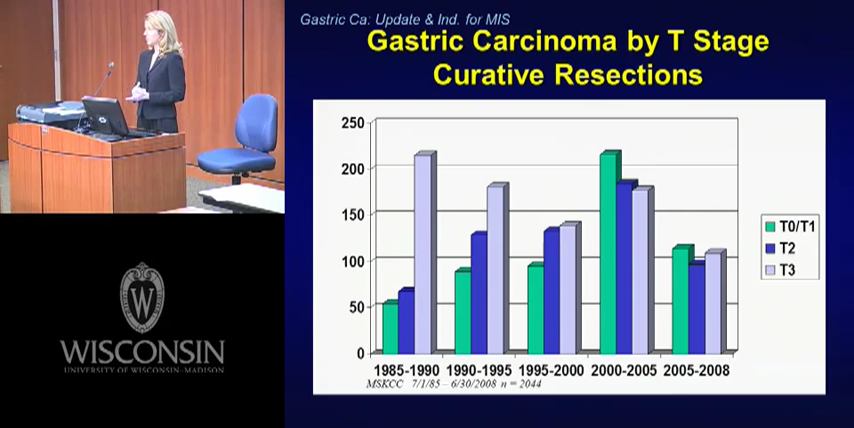 Gastric Ca: Update & Ind. for MIS
Gastric Carcinoma by T Stage
Curative Resections
250
200
150
100
50
0
1985-1990 1990-1995 1995-2000 2000-2005 2005-2008
MSKCC 7/1/85 – 6/30/2008 n = 2044
T0/T1
T2
T3
W
WISCONSIN
UNIVERSITY OF WISCONSIN–MADISON